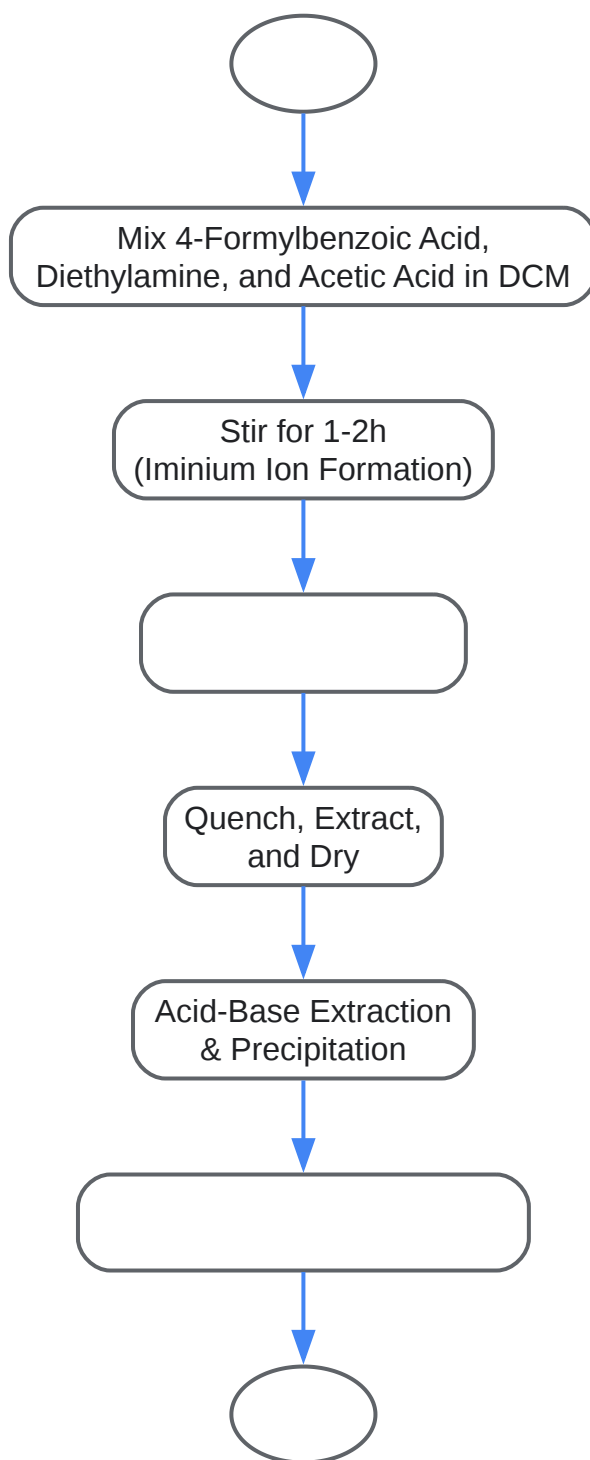 Mix 4-Formylbenzoic Acid,
Diethylamine, and Acetic Acid in DCM
Stir for 1-2h
(Iminium Ion Formation)
Quench, Extract,
and Dry
Acid-Base Extraction
& Precipitation